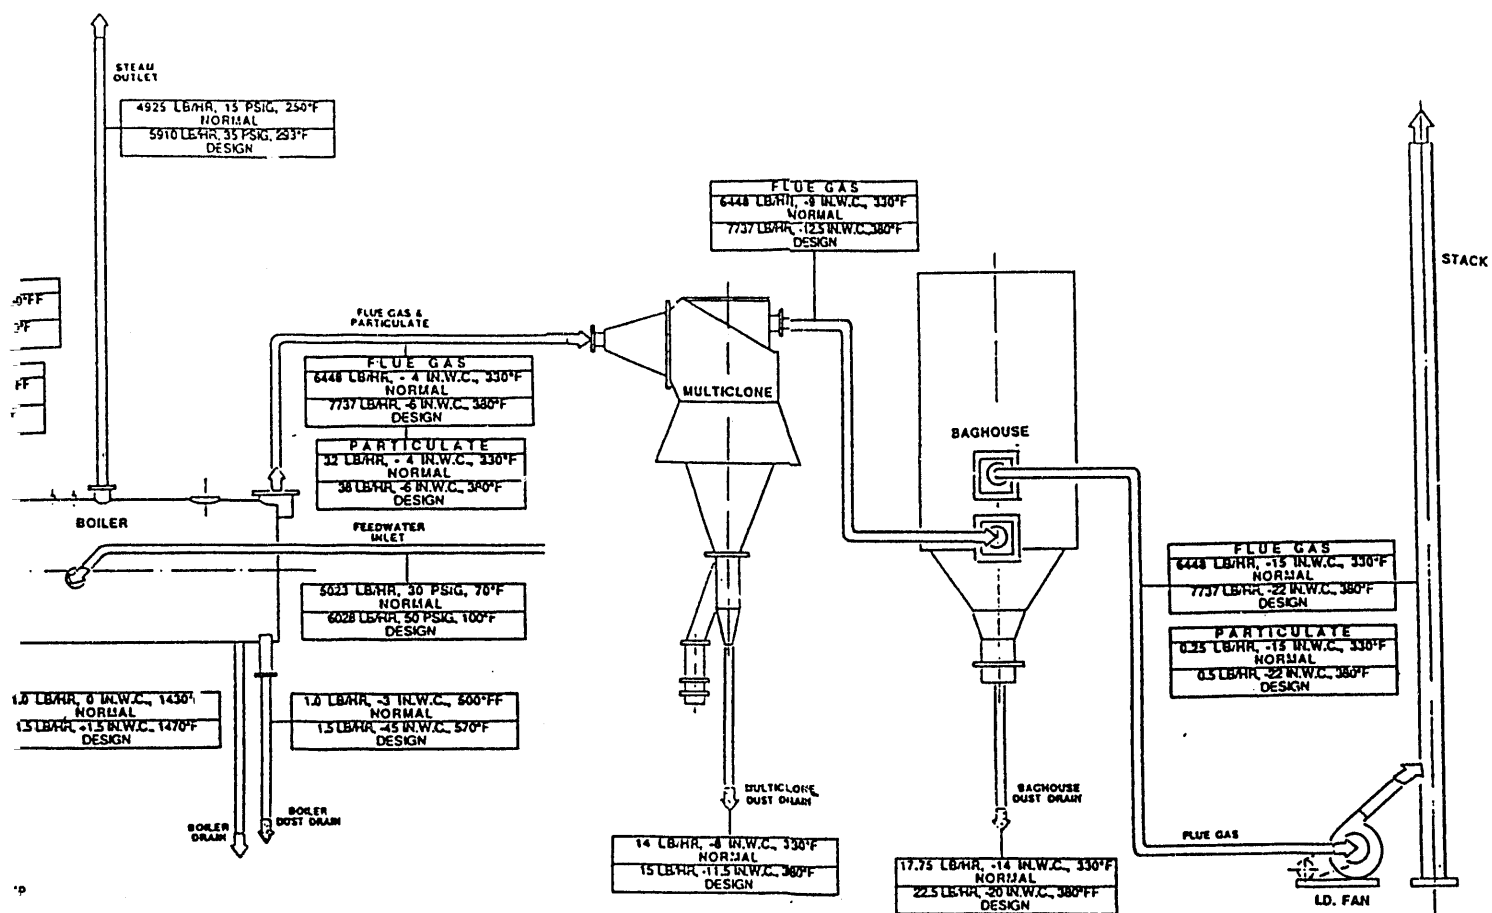 STEAM
OUTLET
4925 LB/HR, 15 PSIG, 250°F
NORMAL
5910 LB/HR, 35 PSIG, 293°F
DESIGN
FLUE GAS
6448 LB/HR, -9 IN.W.C., 330°F
NORMAL
7737 LB/HR, -12.5 IN.W.C., 380°F
DESIGN
STACK
FLUE GAS &
PARTICULATE
FLUE GAS
6448 LB/HR, - 4 IN.W.C., 330°F
NORMAL
7737 LB/HR, -6 IN.W.C., 380°F
DESIGN
MULTICLONE
PARTICULATE
32 LB/HR, - 4 IN.W.C., 330°F
NORMAL
38 LB/HR, -6 IN.W.C., 380°F
DESIGN
BAGHOUSE
BOILER
FEEDWATER
INLET
5023 LB/HR, 30 PSIG, 70°F
NORMAL
6028 LB/HR, 50 PSIG, 100°F
DESIGN
FLUE GAS
6448 LB/HR, -15 IN.W.C., 330°F
NORMAL
7737 LB/HR, -22 IN.W.C., 380°F
DESIGN
PARTICULATE
0.25 LB/HR, -15 IN.W.C., 330°F
NORMAL
0.5 LB/HR, -22 IN.W.C., 380°F
DESIGN
1.0 LB/HR, 0 IN.W.C., 1430°
NORMAL
1.5 LB/HR, -1.5 IN.W.C., 1470°F
DESIGN
1.0 LB/HR, -3 IN.W.C., 500°FF
NORMAL
1.5 LB/HR, -45 IN.W.C., 570°F
DESIGN
BOILER
DRAIN
BOILER
DUST DRAIN
MULTICLONE
DUST DRAIN
BAGHOUSE
DUST DRAIN
14 LB/HR, -8 IN.W.C., 330°F
NORMAL
15 LB/HR, -11.5 IN.W.C., 380°F
DESIGN
17.75 LB/HR, -14 IN.W.C., 330°F
NORMAL
22.5 LB/HR, -20 IN.W.C., 380°FF
DESIGN
FLUE GAS
I.D. FAN